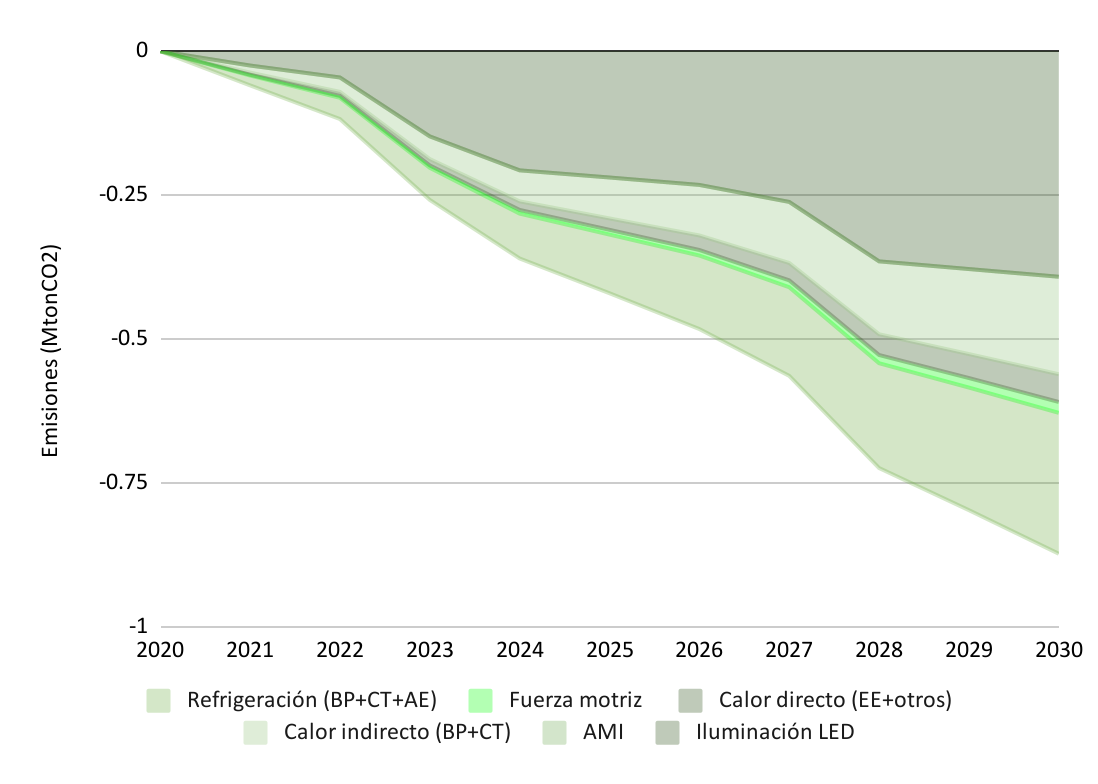 Emisiones (MtonCO2)
0
-0.25
-0.5
-0.75
-1
2020 2021 2022 2023 2024 2025 2026 2027 2028 2029 2030
Refrigeración (BP+CT+AE) Fuerza motriz Calor directo (EE+otros)
Calor indirecto (BP+CT) AMI Iluminación LED